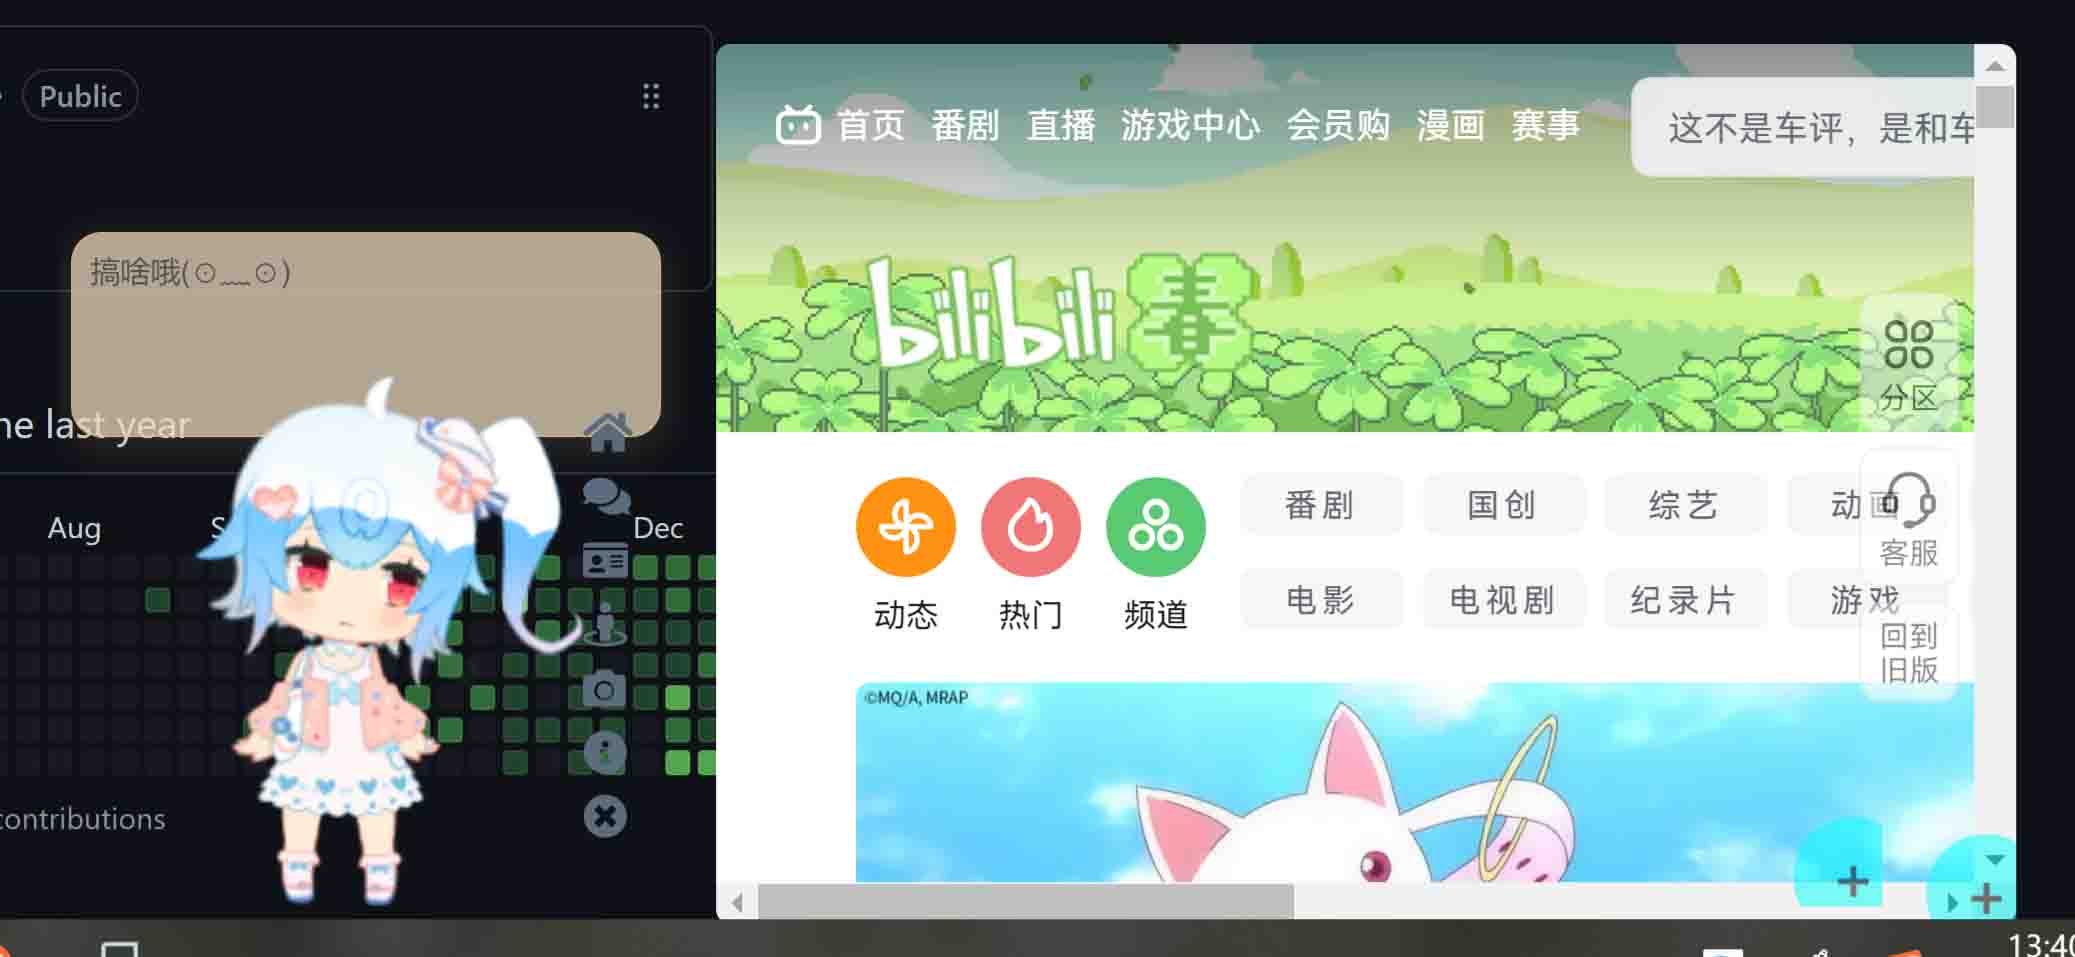 Public
搞啥哦(⊙﹏⊙)
he last year
Aug
S
Dec
contributions
首页 番剧 直播 游戏中心 会员购 漫画 赛事
这不是车评，是和车
bilibili 春
分区
动态
热门
频道
番剧
国创
综艺
动画
客服
电影
电视剧
纪录片
游戏
回到
旧版
©MQ/A, MRAP
13:40